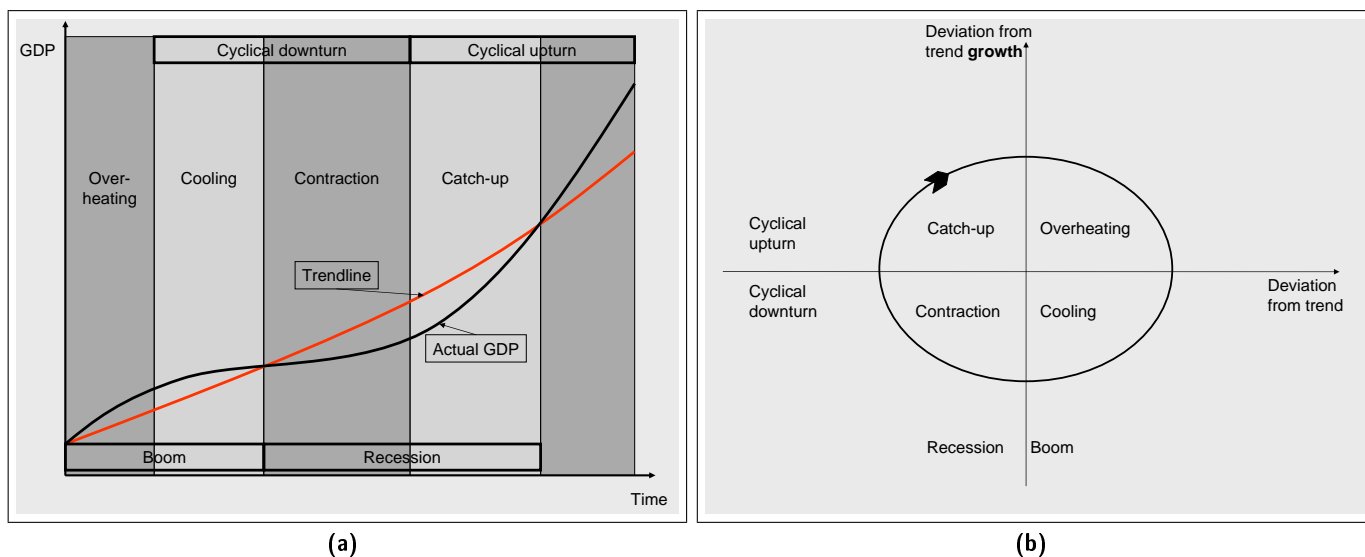 GDP
Cyclical downturn
Cyclical upturn
Over-
heating
Cooling
Contraction
Catch-up
Trendline
Actual GDP
Boom
Recession
Time
(a)
Deviation from
trend growth
Cyclical
upturn
Catch-up
Overheating
Cyclical
downturn
Contraction
Cooling
Deviation
from trend
Recession
Boom
(b)